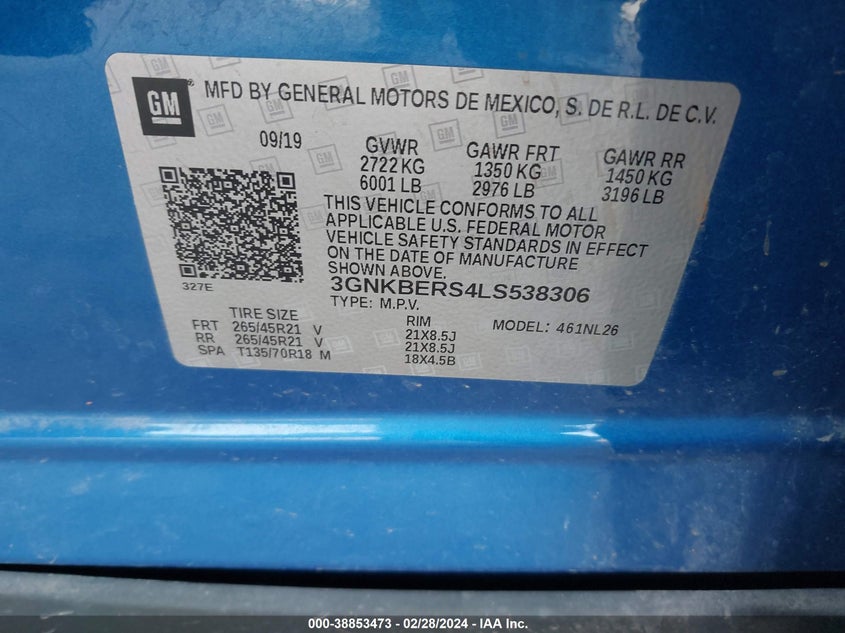 GM ® MFD BY GENERAL MOTORS DE MEXICO, S. DE R.L. DE C.V.
09/19 GVWR GAWR FRT GAWR RR
2722 KG 1350 KG 1450 KG
6001 LB 2976 LB 3196 LB
THIS VEHICLE CONFORMS TO ALL
APPLICABLE U.S. FEDERAL MOTOR
VEHICLE SAFETY STANDARDS IN EFFECT
ON THE DATE OF MANUFACTURE
SHOWN ABOVE.
327E
3GNKBERS4LS538306
TYPE: M.P.V.
TIRE SIZE RIM MODEL: 461NL26
FRT 265/45R21 V 21X8.5J
RR 265/45R21 V 21X8.5J
SPA T135/70R18 M 18X4.5B
000-38853473 - 02/28/2024 - IAA, Inc.